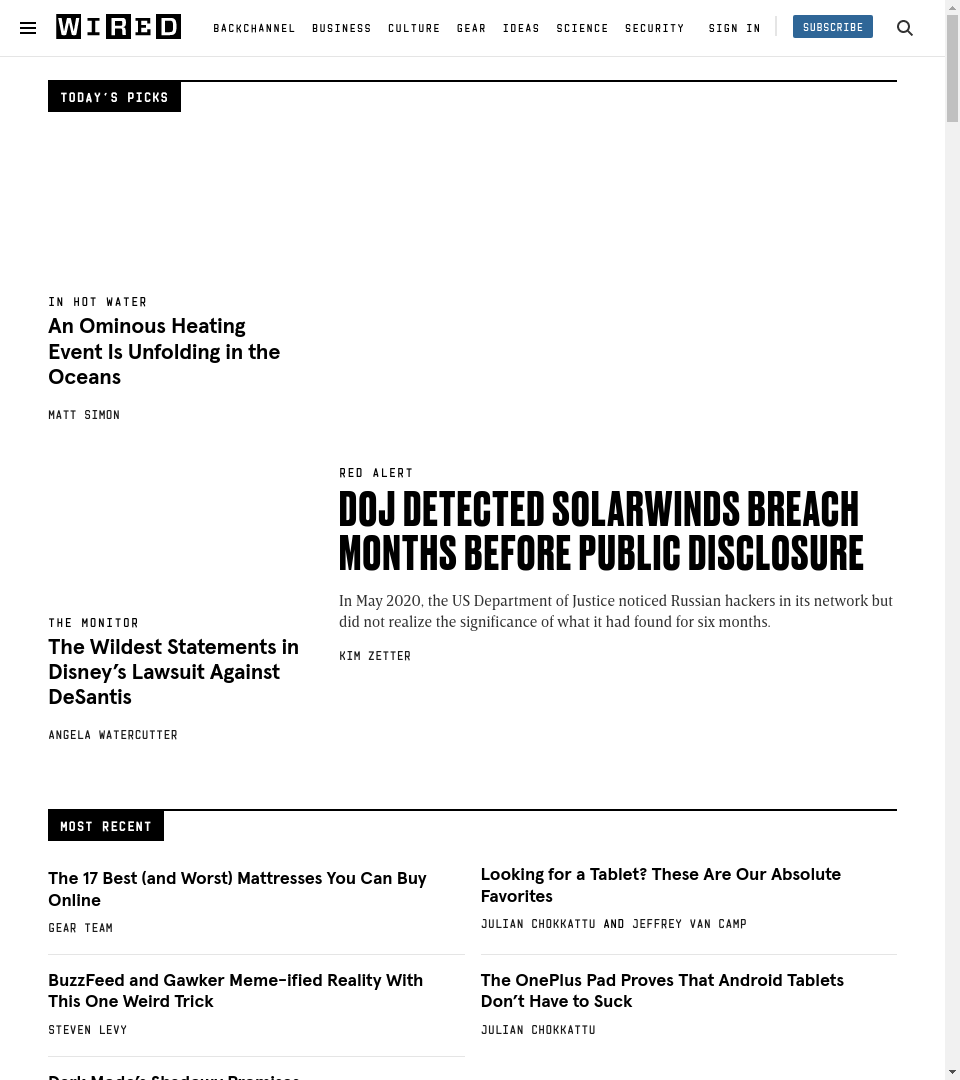 WIRED
BACKCHANNEL BUSINESS CULTURE GEAR IDEAS SCIENCE SECURITY SIGN IN SUBSCRIBE
TODAY'S PICKS
IN HOT WATER
An Ominous Heating
Event Is Unfolding in the
Oceans
MATT SIMON
THE MONITOR
The Wildest Statements in
Disney’s Lawsuit Against
DeSantis
ANGELA WATERCUTTER
RED ALERT
DOJ DETECTED SOLARWINDS BREACH
MONTHS BEFORE PUBLIC DISCLOSURE
In May 2020, the US Department of Justice noticed Russian hackers in its network but
did not realize the significance of what it had found for six months.
KIM ZETTER
MOST RECENT
The 17 Best (and Worst) Mattresses You Can Buy
Online
GEAR TEAM
Looking for a Tablet? These Are Our Absolute
Favorites
JULIAN CHOKKATTU AND JEFFREY VAN CAMP
BuzzFeed and Gawker Meme-ified Reality With
This One Weird Trick
STEVEN LEVY
The OnePlus Pad Proves That Android Tablets
Don’t Have to Suck
JULIAN CHOKKATTU
Dark Mode’s Shadowy Promises